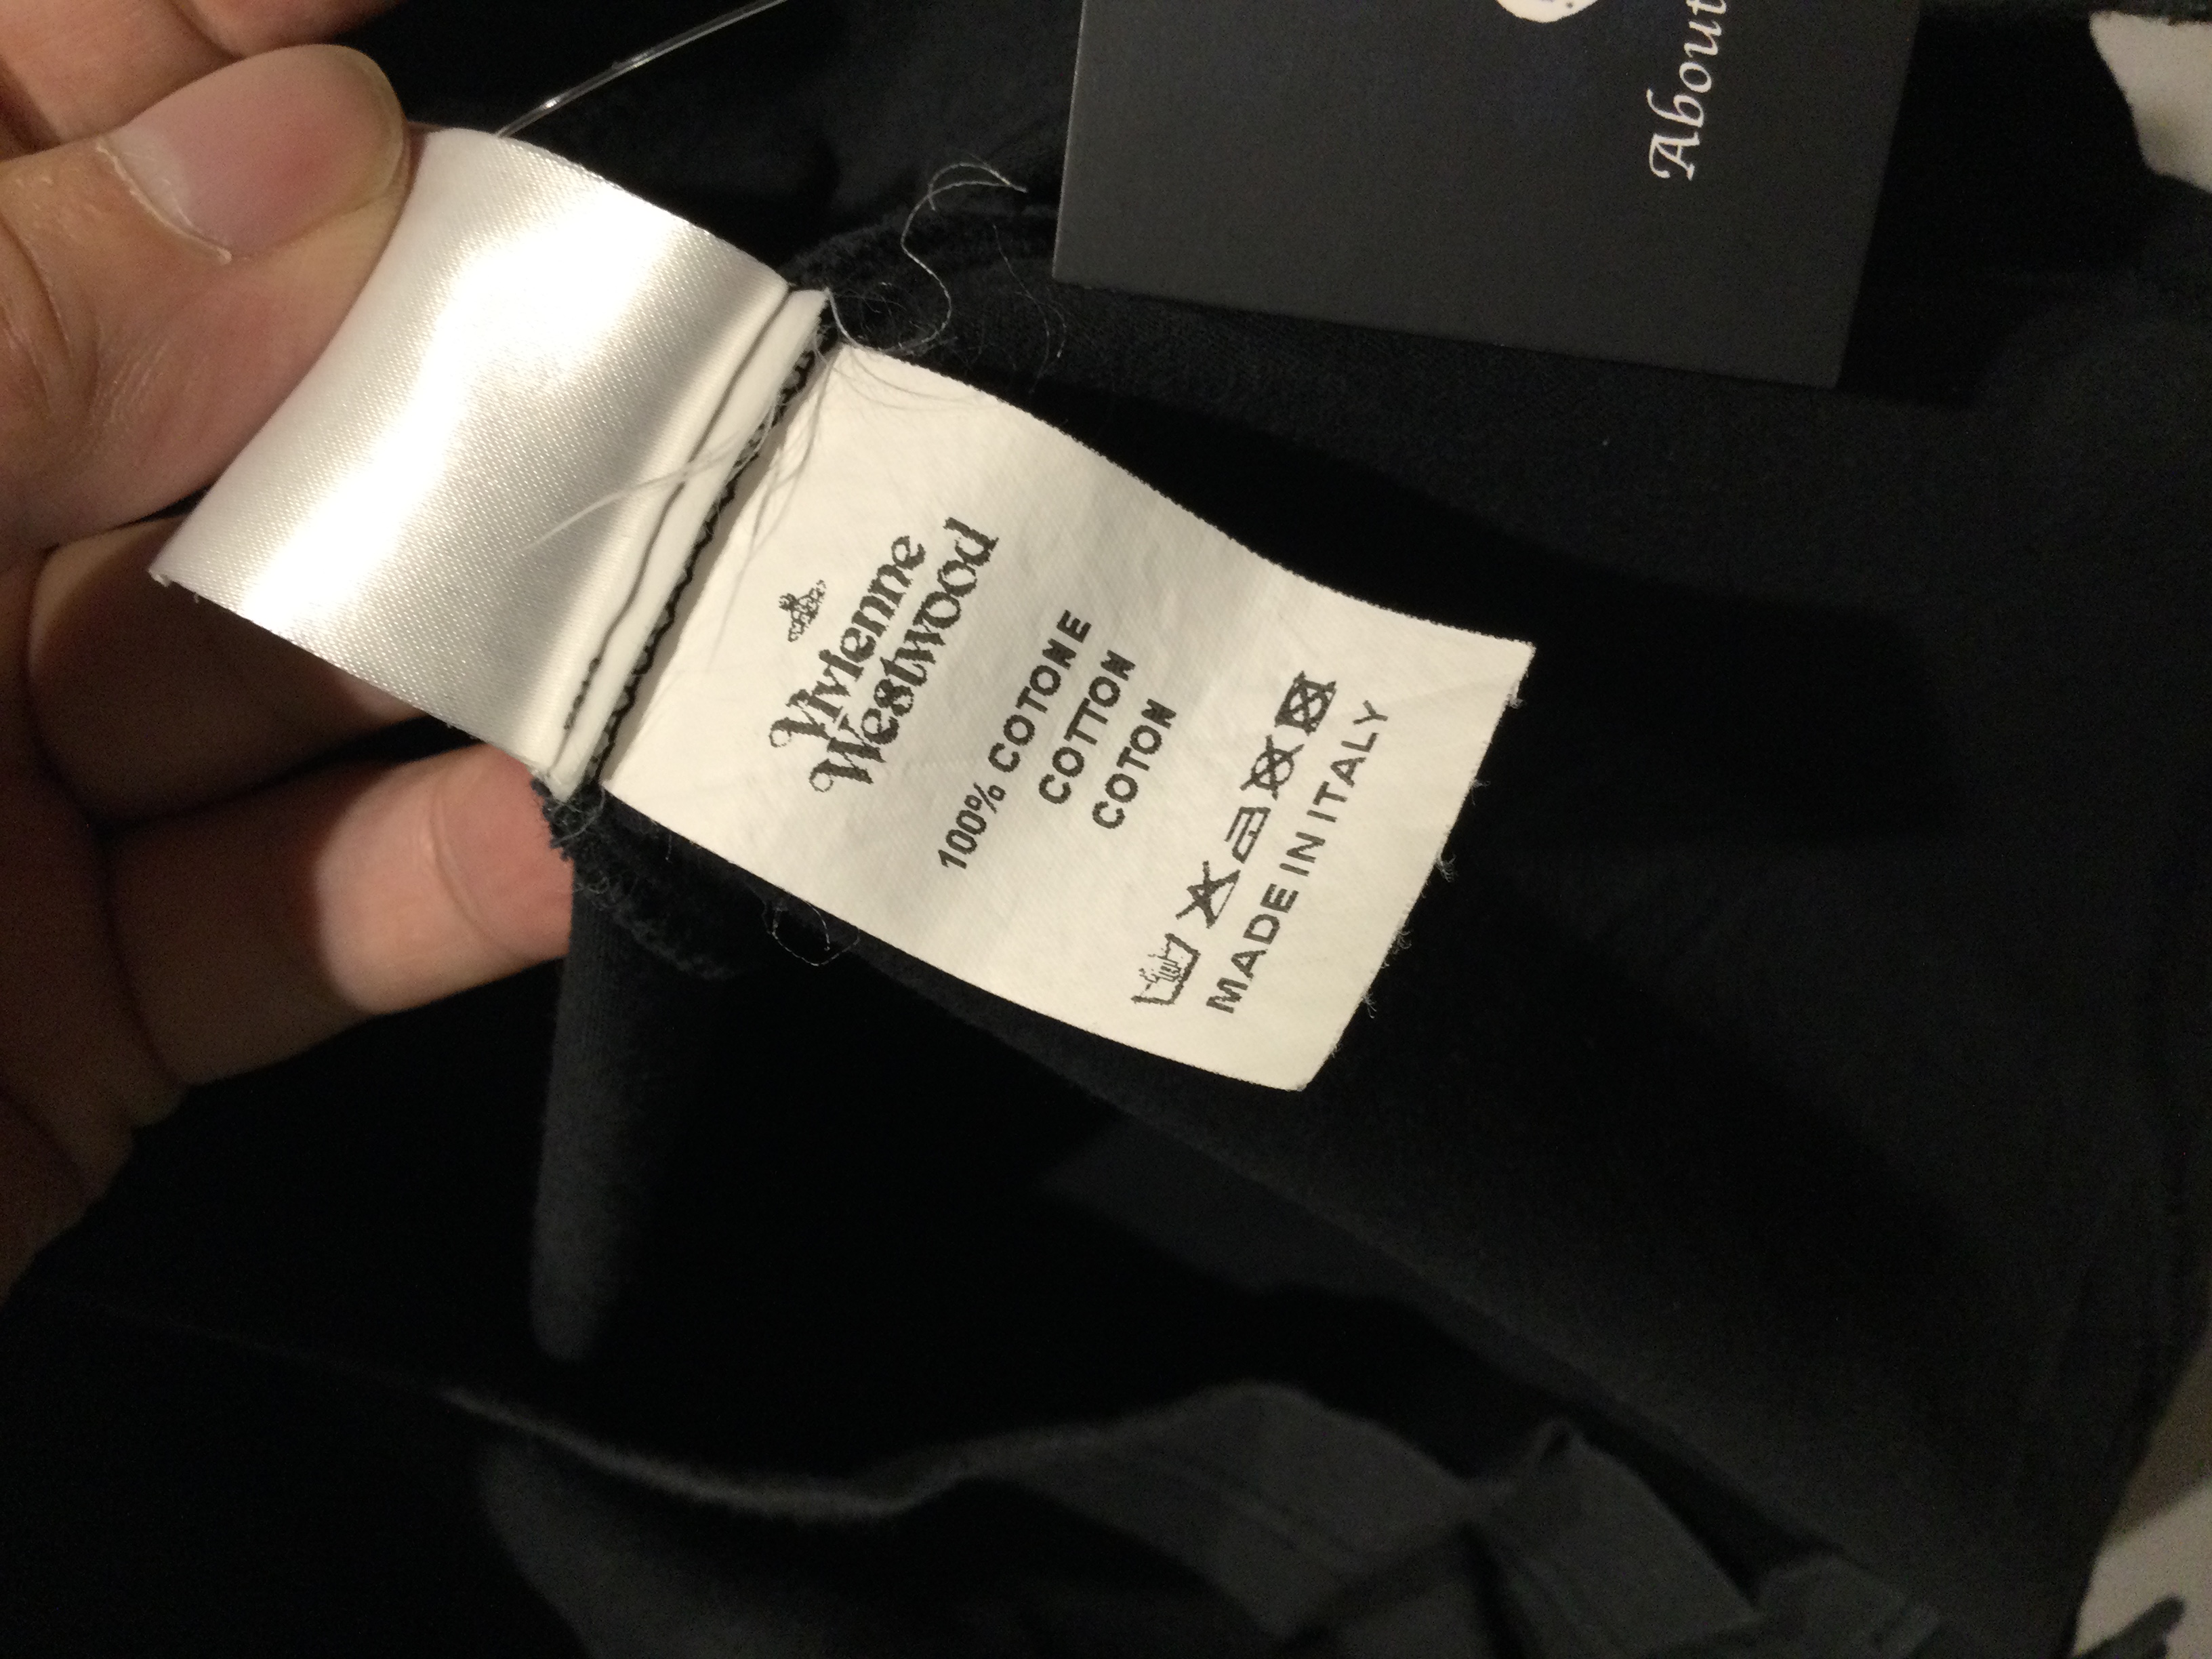 Vivienne
Westwood
100% COTONE
COTTON
COTON
MADE IN ITALY
About